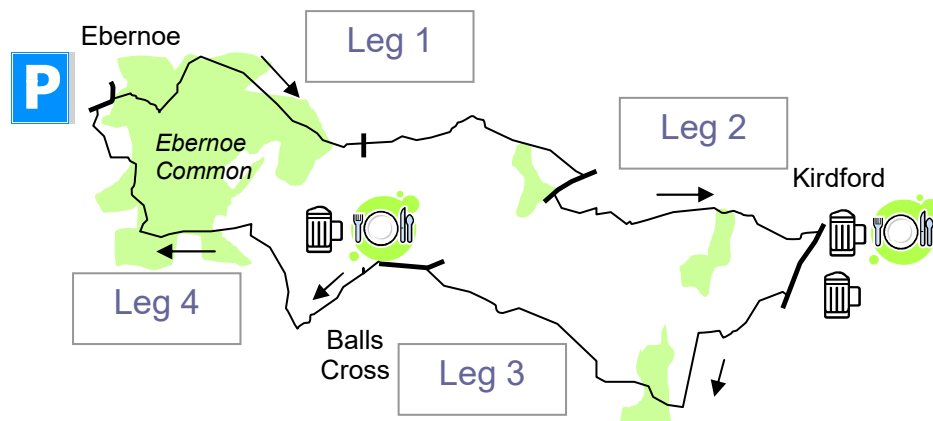 Ebernoe
P
Leg 1
Leg 2
Ebernoe
Common
Kirdford
Leg 4
Balls
Cross
Leg 3